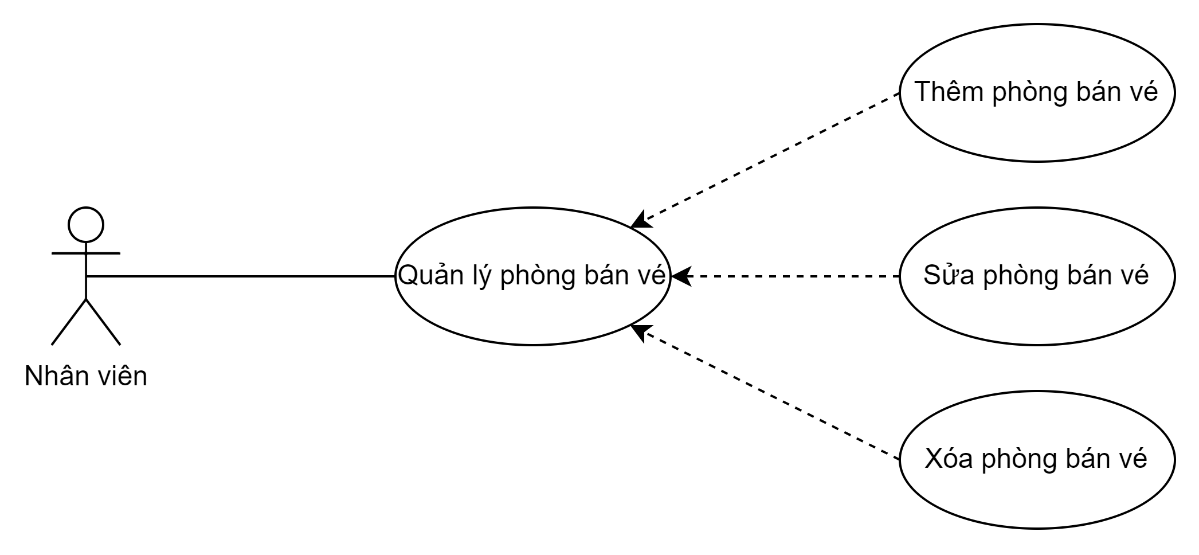 Thêm phòng bán vé
Quản lý phòng bán vé
Sửa phòng bán vé
Nhân viên
Xóa phòng bán vé